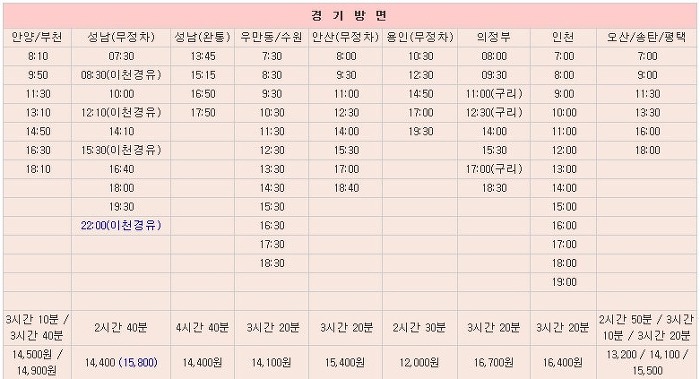 경 기 방 면
안양/부천 성남(무정차) 성남(완통) 우만동/수원 안산(무정차) 용인(무정차) 의정부 인천 오산/송탄/평택
8:10 07:30 13:45 7:30 8:00 10:30 08:00 7:00 7:00
9:50 08:30(이천경유) 15:15 8:30 9:30 12:30 09:30 8:00 9:00
11:30 10:00 16:50 9:30 11:00 14:50 11:00(구리) 9:00 11:30
13:10 12:10(이천경유) 17:50 10:30 12:30 17:00 12:30(구리) 10:00 13:30
14:50 14:10 11:30 14:00 19:30 14:00 11:00 16:00
16:30 15:30(이천경유) 12:30 15:30 15:30 12:00 18:00
18:10 16:40 13:30 17:00 17:00(구리) 13:00
18:00 14:30 18:40 18:30 14:00
19:30 15:30 15:00
22:00(이천경유) 16:30 16:00
17:30 17:00
18:30 18:00
19:00
3시간 10분 /
3시간 40분
2시간 40분 4시간 40분 3시간 20분 3시간 20분 2시간 30분 3시간 20분 3시간 20분
2시간 50분 / 3시간
10분 / 3시간 20분
14,500원 /
14,900원
14,400 (15,800) 14,400원 14,100원 15,400원 12,000원 16,700원 16,400원
13,200 / 14,100 /
15,500